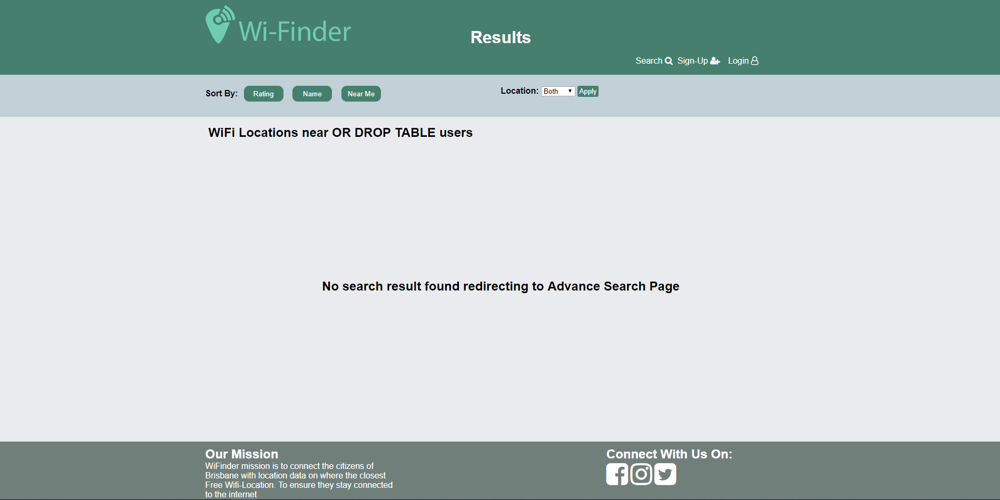 Wi-Finder
Results
Search Sign-Up Login
Sort By: Rating Name Near Me Location: Both Apply
WiFi Locations near OR DROP TABLE users
No search result found redirecting to Advance Search Page
Our Mission
WiFinder mission is to connect the citizens of
Brisbane with location data on where the closest
Free Wifi-Location. To ensure they stay connected
to the internet
Connect With Us On: